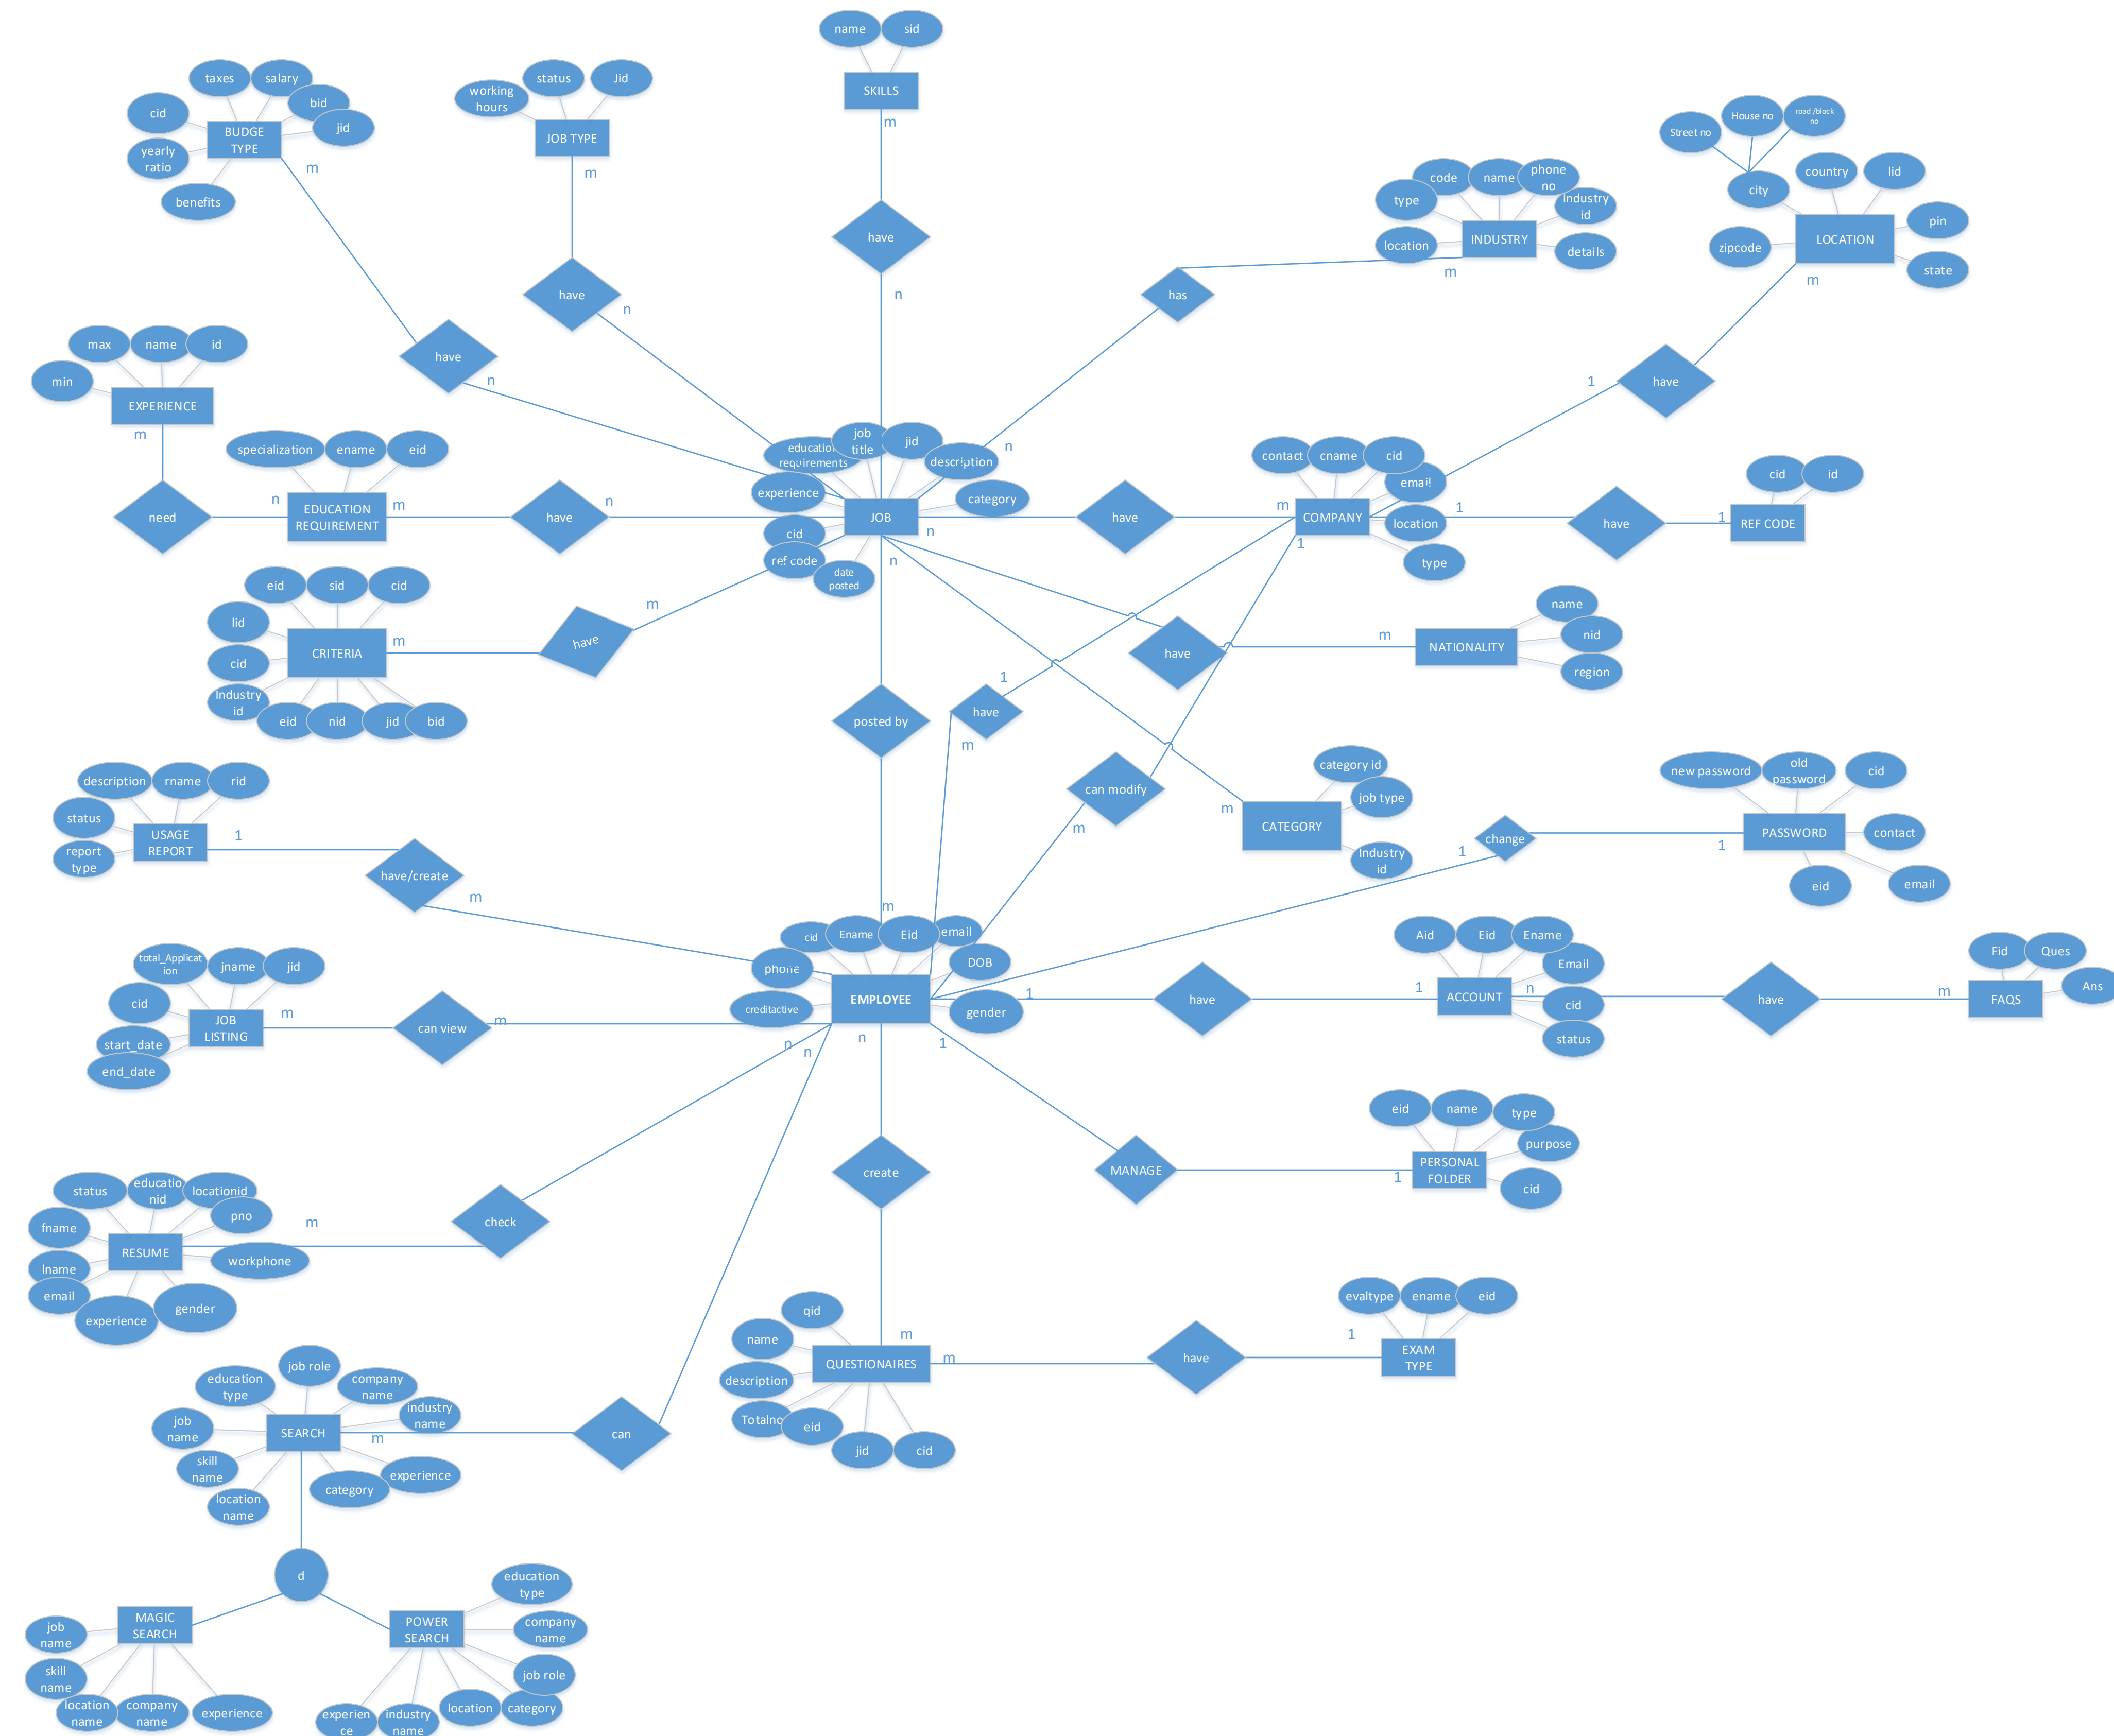 name
sid
SKILLS
m
taxes
salary
cid
bid
jid
BUDGE
TYPE
yearly
ratio
benefits
m
status
Jid
working
hours
JOB TYPE
m
have
n
have
n
have
n
code
name
phone
no
type
Industry
id
location
INDUSTRY
details
m
has
n
Street no
House no
road /block
no
city
country
lid
pin
zipcode
LOCATION
state
m
have
1
max
name
id
min
EXPERIENCE
m
need
n
specialization
ename
eid
EDUCATION
REQUIREMENT
m
have
n
education
requirements
job
title
jid
description
experience
category
JOB
cid
ref code
date
posted
n
n
have
m
contact
cname
cid
email
COMPANY
location
type
1
1
have
1
cid
id
REF CODE
eid
sid
cid
lid
CRITERIA
cid
Industry
id
eid
nid
jid
bid
m
have
m
posted by
m
have
1
m
have
m
name
nid
region
NATIONALITY
can modify
m
category id
job type
CATEGORY
Industry
id
m
new password
old
password
cid
PASSWORD
contact
eid
email
change
1
1
description
rname
rid
status
USAGE
REPORT
report
type
1
have/create
m
cid
Ename
Eid
email
phone
DOB
EMPLOYEE
creditactive
gender
1
have
1
Aid
Eid
Ename
Email
ACCOUNT
cid
status
n
have
m
Fid
Ques
Ans
FAQS
total_Applicat
ion
jname
jid
cid
JOB
LISTING
start_date
end_date
m
can view
m
n
n
n
1
MANAGE
1
eid
name
type
purpose
PERSONAL
FOLDER
cid
status
educatio
nid
locationid
fname
pno
RESUME
workphone
lname
email
experience
gender
m
check
create
m
qid
name
QUESTIONAIRES
description
Totalno
eid
jid
cid
m
have
1
evaltype
ename
eid
EXAM
TYPE
job role
education
type
company
name
industry
name
job
name
SEARCH
skill
name
location
name
category
experience
m
can
d
MAGIC
SEARCH
job
name
skill
name
location
name
company
name
experience
POWER
SEARCH
education
type
company
name
job role
category
location
industry
name
experien
ce